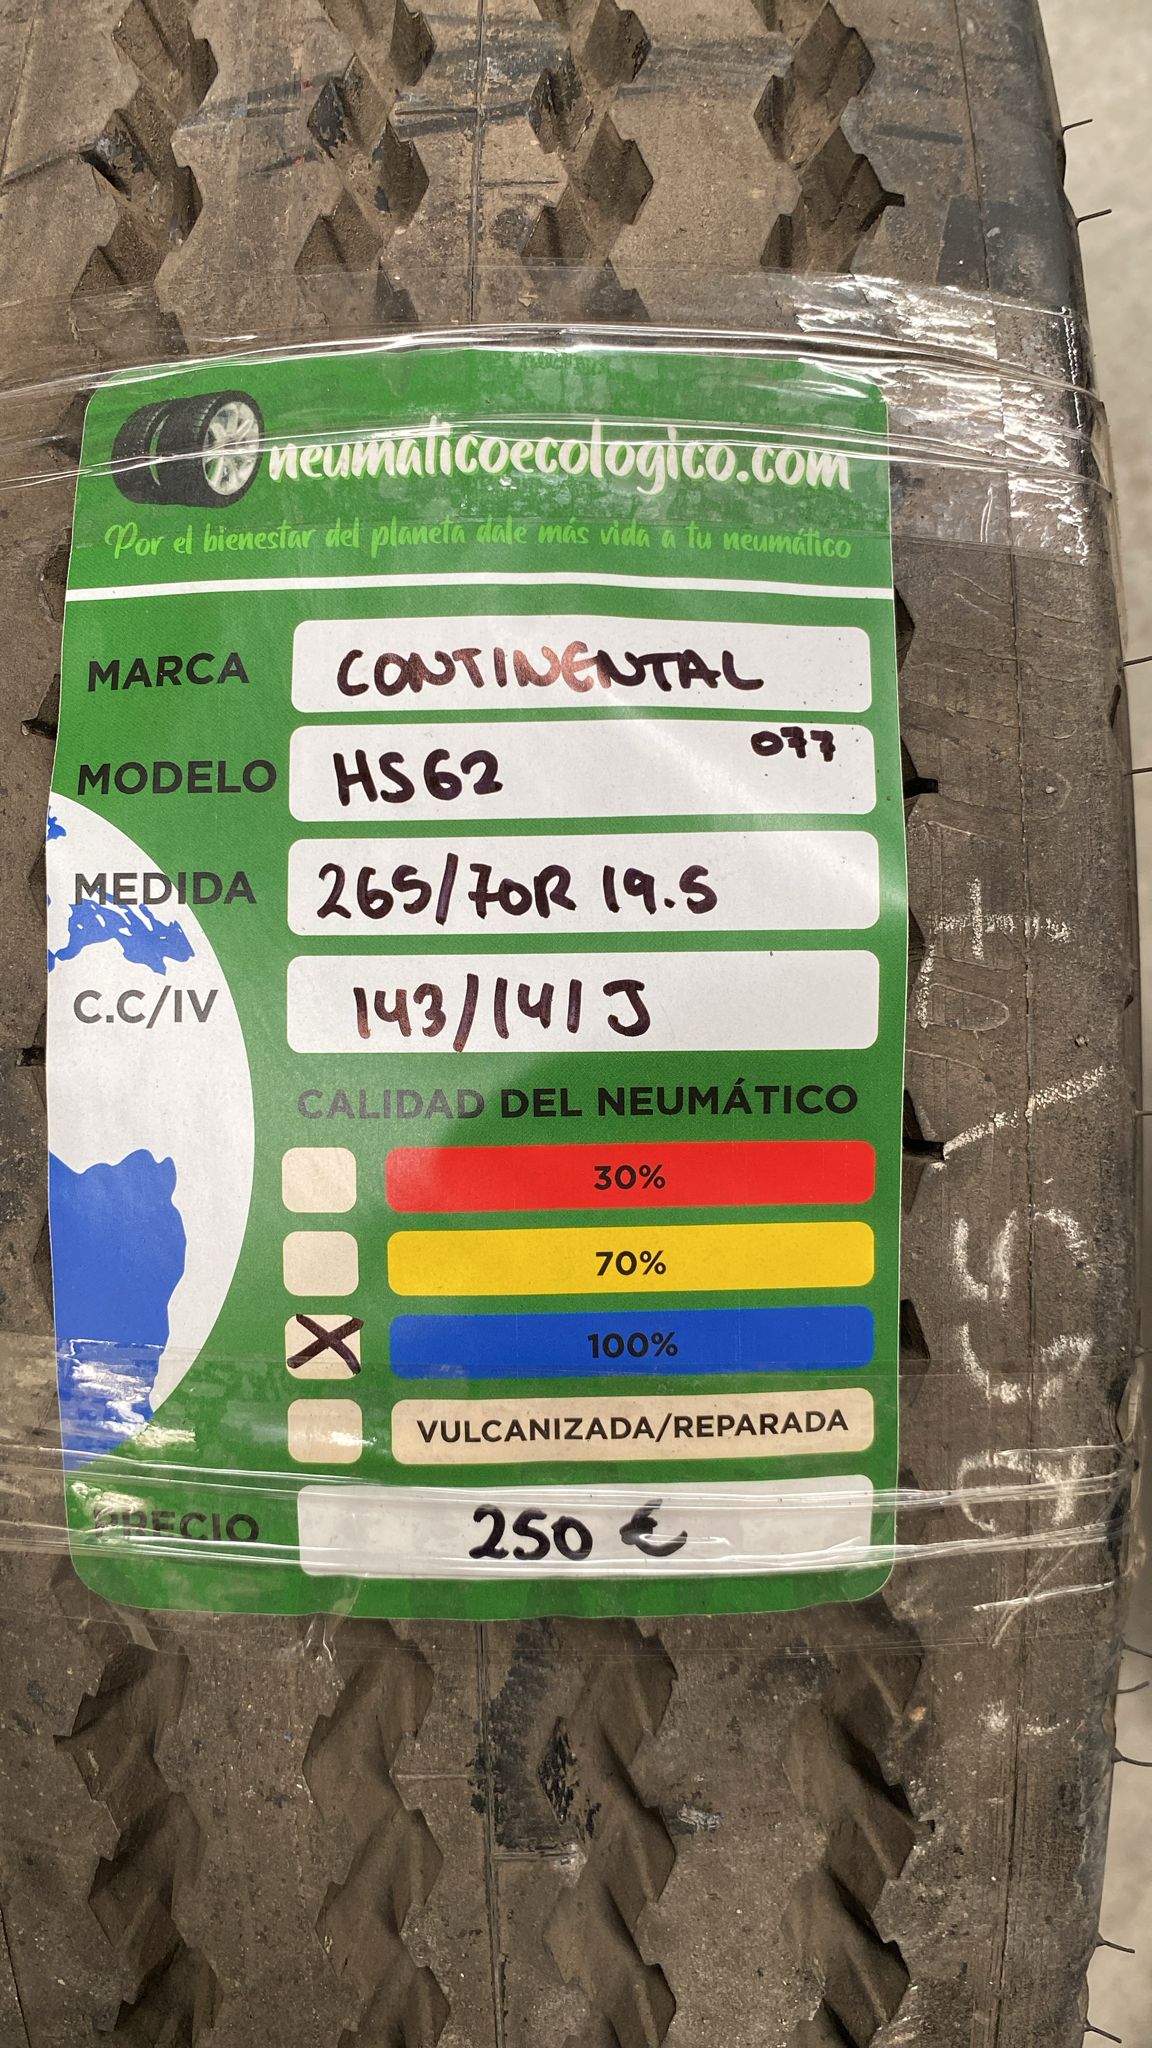 neumaticoecologico.com
Por el bienestar del planeta dale más vida a tu neumático
MARCA CONTINENTAL
MODELO HS62 077
MEDIDA 265/70R 19.5
C.C/IV 143/141 J
CALIDAD DEL NEUMÁTICO
30%
70%
X 100%
VULCANIZADA/REPARADA
PRECIO 250 €